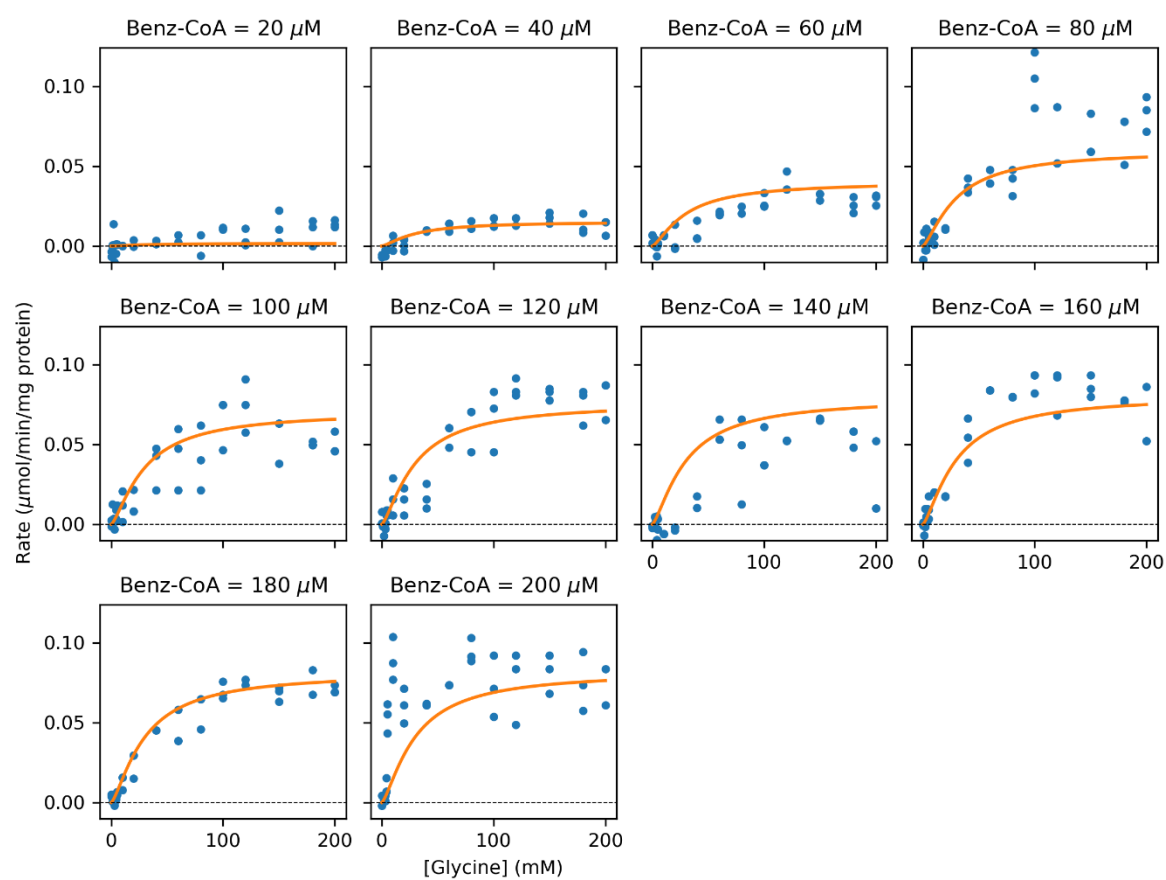 Benz-CoA = 20 μM
Benz-CoA = 40 μM
Benz-CoA = 60 μM
Benz-CoA = 80 μM
0.10
0.05
0.00
Benz-CoA = 100 μM
Benz-CoA = 120 μM
Benz-CoA = 140 μM
Benz-CoA = 160 μM
Rate (μmol/min/mg protein)
0.10
0.05
0.00
0 100 200
0 100 200
Benz-CoA = 180 μM
Benz-CoA = 200 μM
0.10
0.05
0.00
0 100 200
0 100 200
[Glycine] (mM)